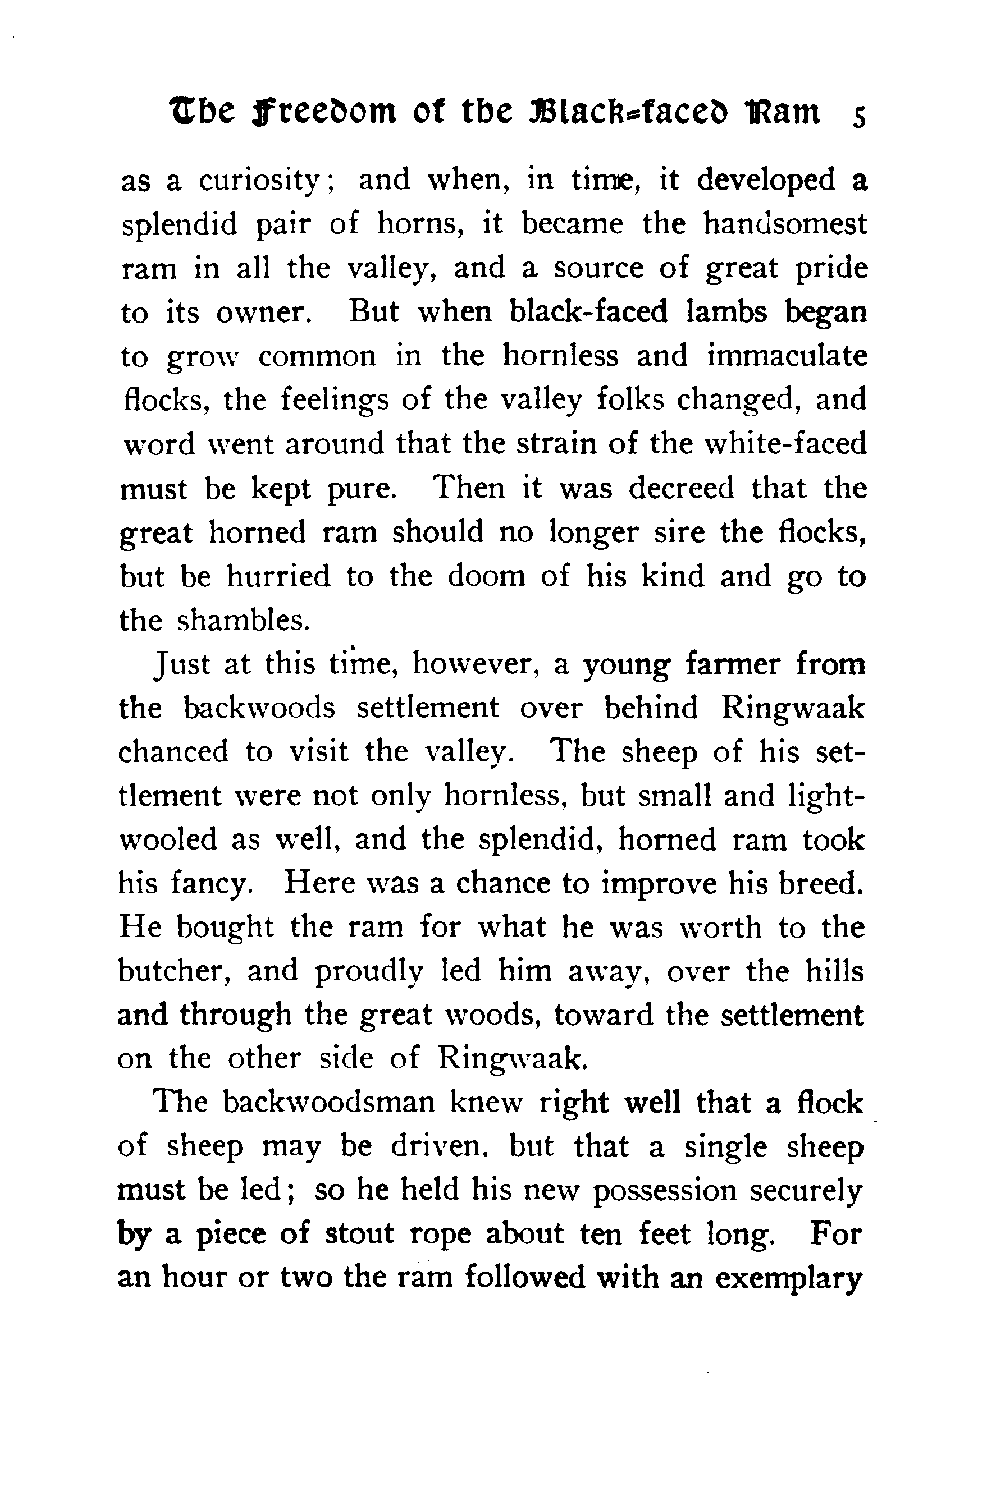 The Freedom of the Black-faced Ram 5
as a curiosity; and when, in time, it developed a
splendid pair of horns, it became the handsomest
ram in all the valley, and a source of great pride
to its owner. But when black-faced lambs began
to grow common in the hornless and immaculate
flocks, the feelings of the valley folks changed, and
word went around that the strain of the white-faced
must be kept pure. Then it was decreed that the
great horned ram should no longer sire the flocks,
but be hurried to the doom of his kind and go to
the shambles.
Just at this time, however, a young farmer from
the backwoods settlement over behind Ringwaak
chanced to visit the valley. The sheep of his set-
tlement were not only hornless, but small and light-
wooled as well, and the splendid, horned ram took
his fancy. Here was a chance to improve his breed.
He bought the ram for what he was worth to the
butcher, and proudly led him away, over the hills
and through the great woods, toward the settlement
on the other side of Ringwaak.
The backwoodsman knew right well that a flock
of sheep may be driven, but that a single sheep
must be led; so he held his new possession securely
by a piece of stout rope about ten feet long. For
an hour or two the ram followed with an exemplary